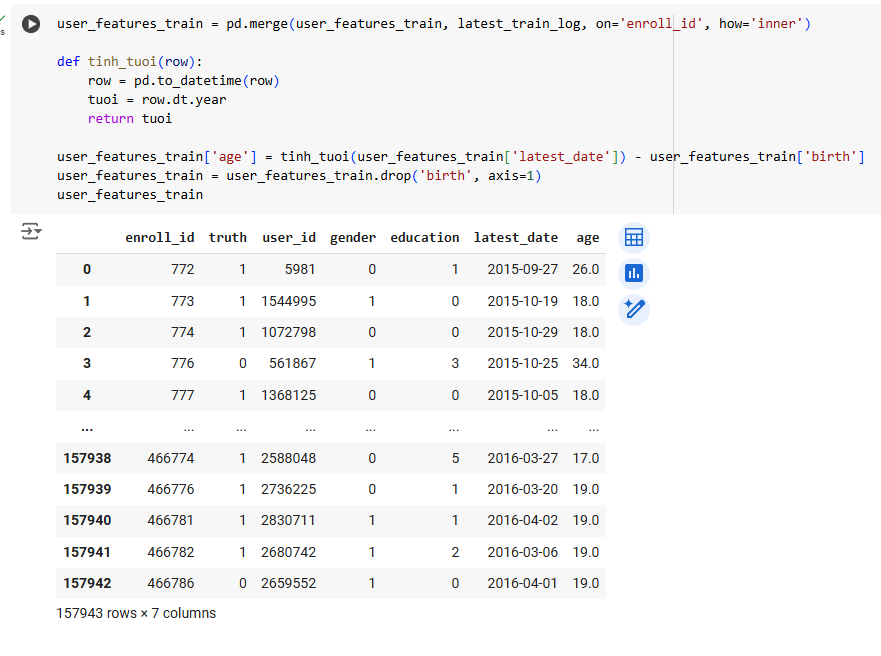 user_features_train = pd.merge(user_features_train, latest_train_log, on='enroll_id', how='inner')
def tinh_tuoi(row):
    row = pd.to_datetime(row)
    tuoi = row.dt.year
    return tuoi
user_features_train['age'] = tinh_tuoi(user_features_train['latest_date']) - user_features_train['birth']
user_features_train = user_features_train.drop('birth', axis=1)
user_features_train
enroll_id truth user_id gender education latest_date age
0 772 1 5981 0 1 2015-09-27 26.0
1 773 1 1544995 1 0 2015-10-19 18.0
2 774 1 1072798 0 0 2015-10-29 18.0
3 776 0 561867 1 3 2015-10-25 34.0
4 777 1 1368125 0 0 2015-10-05 18.0
... ... ... ... ... ... ... ...
157938 466774 1 2588048 0 5 2016-03-27 17.0
157939 466776 1 2736225 0 1 2016-03-20 19.0
157940 466781 1 2830711 1 1 2016-04-02 19.0
157941 466782 1 2680742 1 2 2016-03-06 19.0
157942 466786 0 2659552 1 0 2016-04-01 19.0
157943 rows × 7 columns